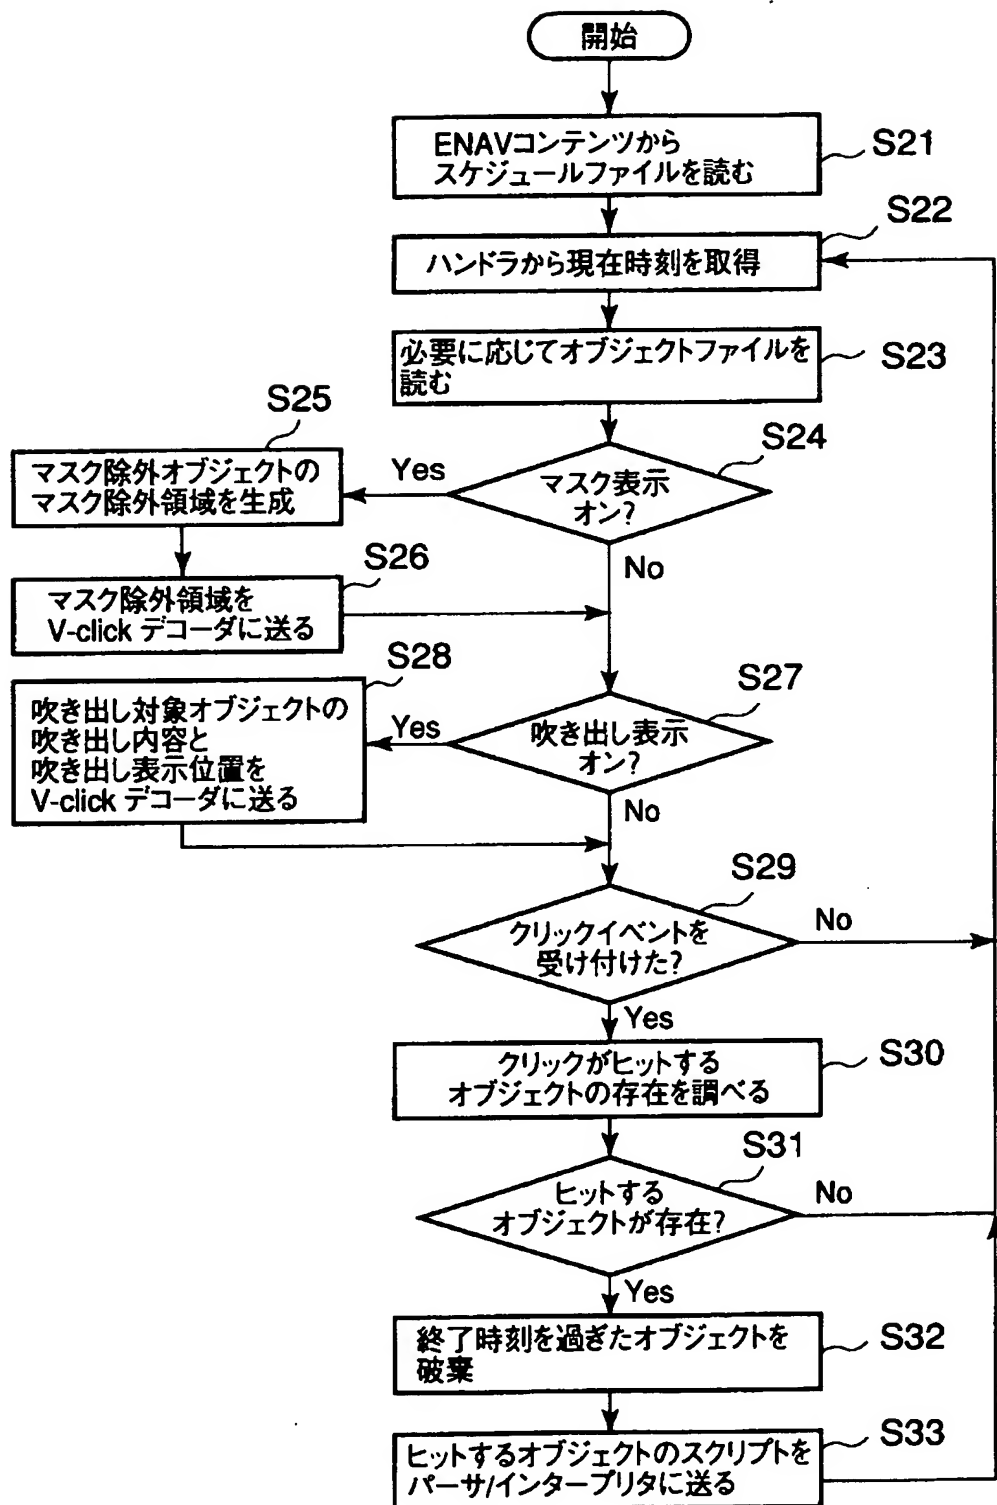 開始
ENAVコンテンツから
スケジュールファイルを読む
S21
S22
ハンドラから現在時刻を取得
必要に応じてオブジェクトファイルを
読む
S23
S25
マスク除外オブジェクトの
マスク除外領域を生成
Yes
S24
マスク表示
オン?
No
S26
マスク除外領域を
V-click デコーダに送る
S28
吹き出し対象オブジェクトの
吹き出し内容と
吹き出し表示位置を
V-click デコーダに送る
Yes
S27
吹き出し表示
オン?
No
S29
クリックイベントを
受け付けた?
No
Yes
クリックがヒットする
オブジェクトの存在を調べる
S30
S31
ヒットする
オブジェクトが存在?
No
Yes
終了時刻を過ぎたオブジェクトを
破棄
S32
ヒットするオブジェクトのスクリプトを
パーサ/インタープリタに送る
S33